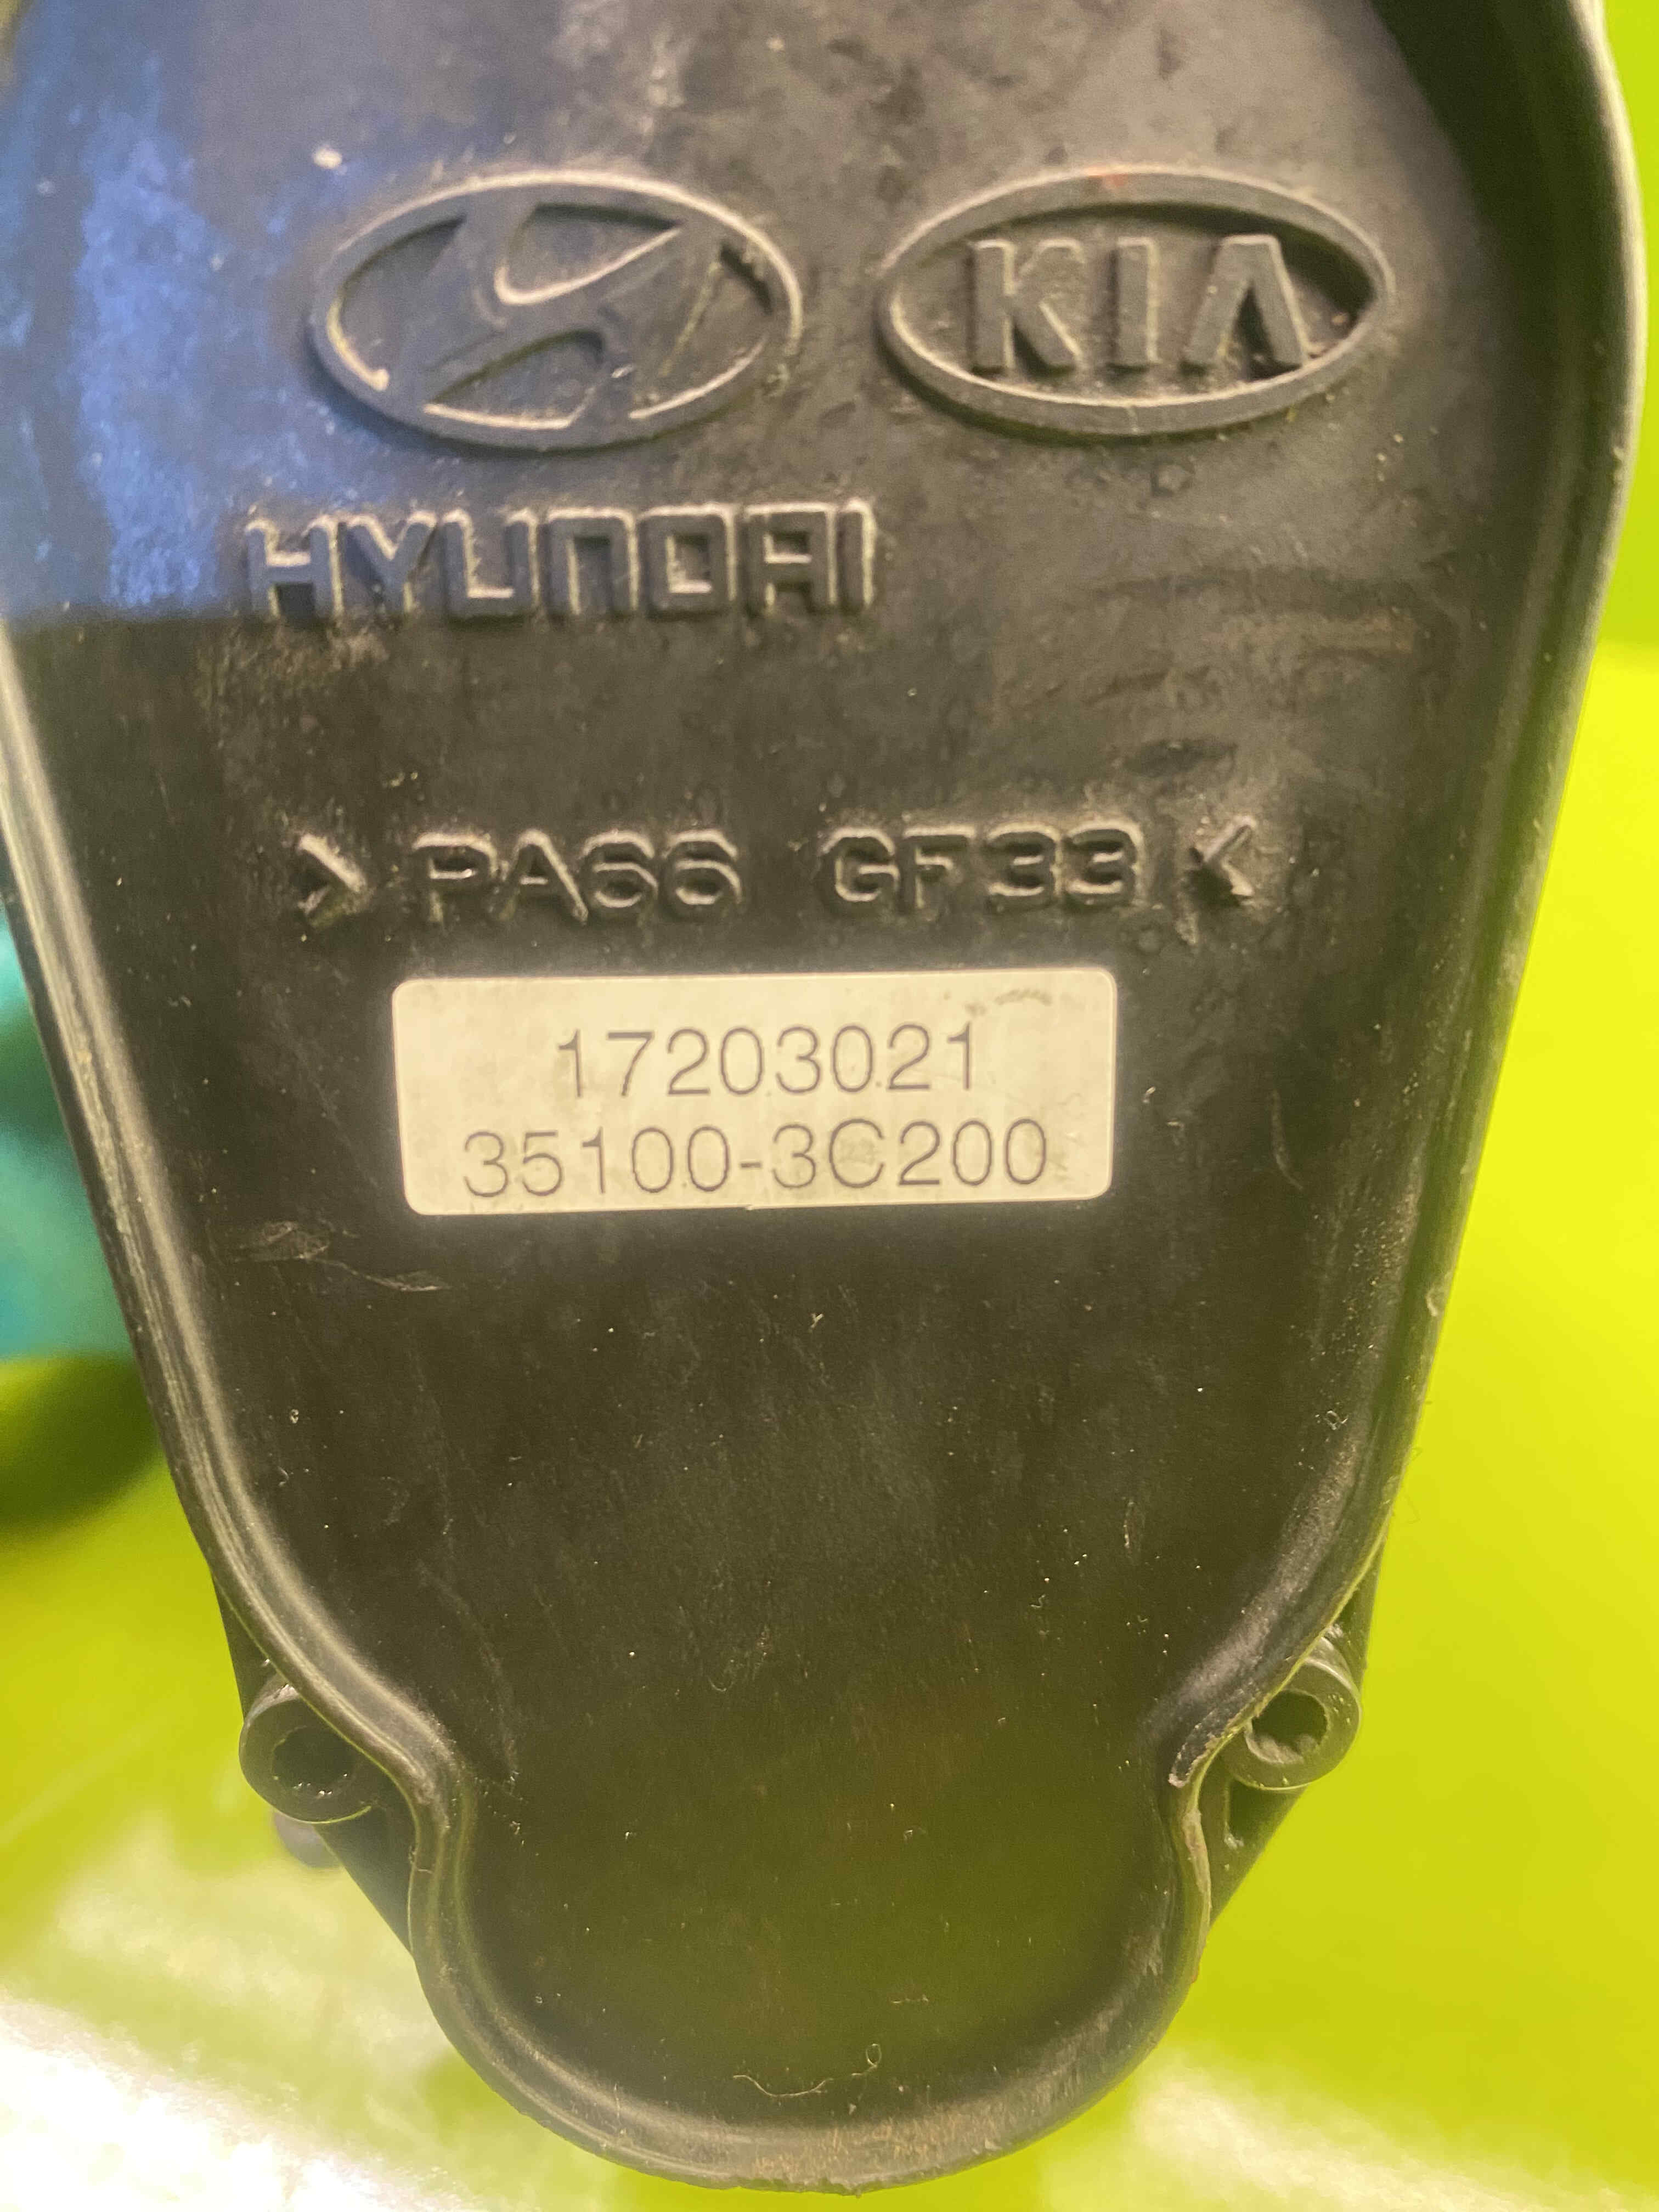 KIA
HYUNDAI
>PA66 GF33<
17203021
35100-3C200